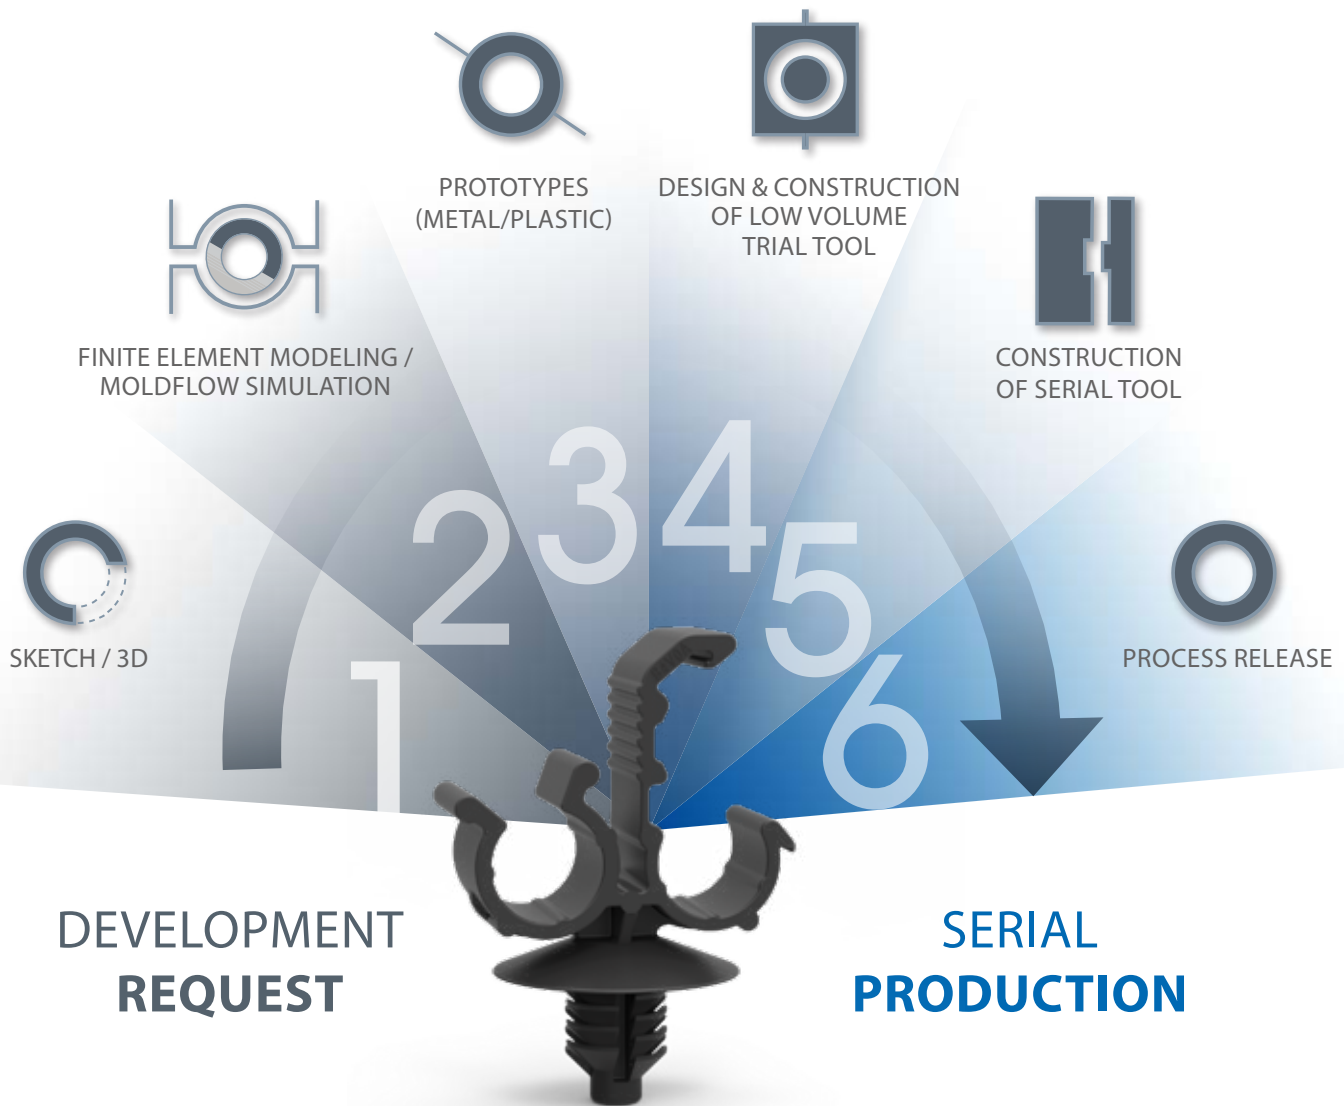 PROTOTYPES
(METAL/PLASTIC)
DESIGN & CONSTRUCTION
OF LOW VOLUME
TRIAL TOOL
FINITE ELEMENT MODELING /
MOLDFLOW SIMULATION
CONSTRUCTION
OF SERIAL TOOL
SKETCH / 3D
PROCESS RELEASE
1
2
3
4
5
6
DEVELOPMENT
REQUEST
SERIAL
PRODUCTION